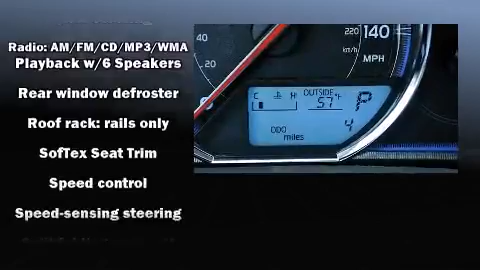 Radio: AM/FM/CD/MP3/WMA
Playback w/6 Speakers
Rear window defroster
Roof rack: rails only
SofTex Seat Trim
Speed control
Speed-sensing steering
40
20
220
140
km/h
MPH
C H
OUTSIDE
57°F
P
ODO
4
miles